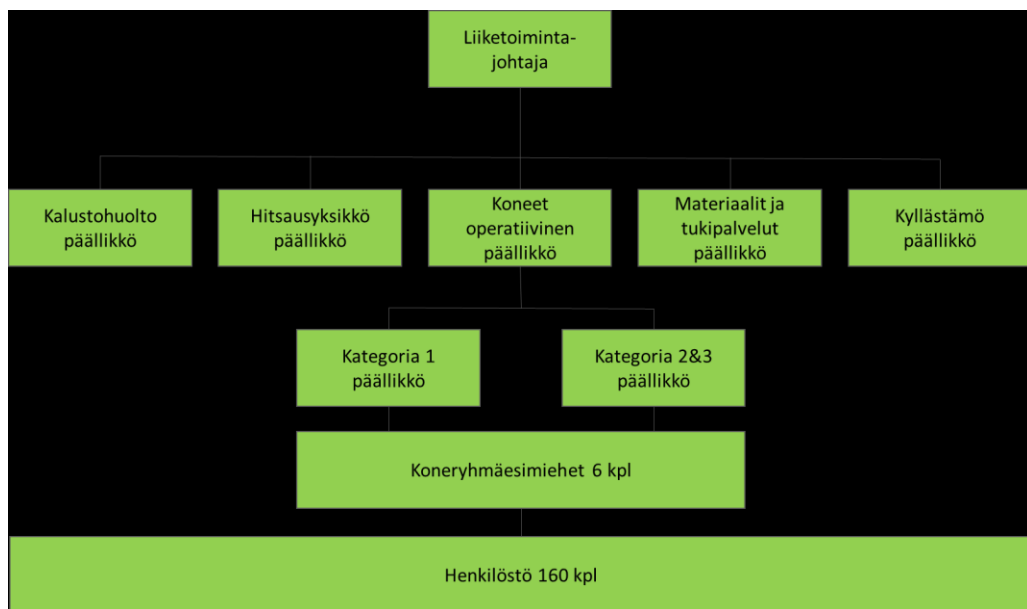 Liiketoiminta-
johtaja
Kalustohuolto
päällikkö
Hitsausyksikkö
päällikkö
Koneet
operatiivinen
päällikkö
Materiaalit ja
tukipalvelut
päällikkö
Kyllästämö
päällikkö
Kategoria 1
päällikkö
Kategoria 2&3
päällikkö
Koneryhmäesimiehet 6 kpl
Henkilöstö 160 kpl